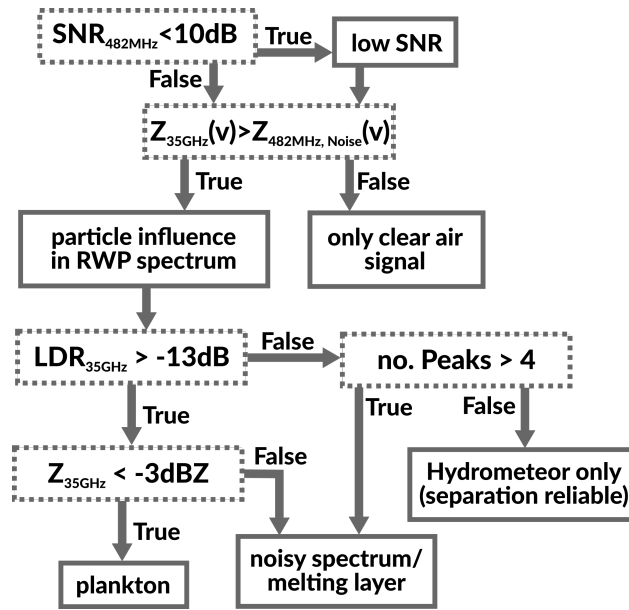 SNR482MHz<10dB
True
low SNR
False
Z35GHz(v)>Z482MHz, Noise(v)
True
False
particle influence
in RWP spectrum
only clear air
signal
LDR35GHz > -13dB
False
no. Peaks > 4
True
True
False
Z35GHz < -3dBZ
False
Hydrometeor only
(separation reliable)
True
noisy spectrum/
melting layer
plankton